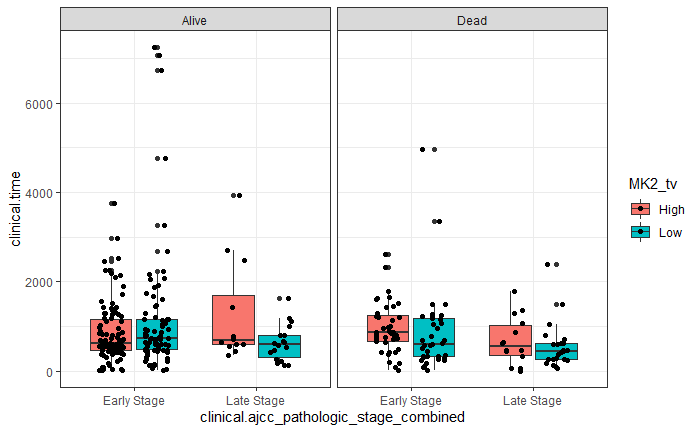 Alive
Dead
clinical.time
6000
4000
2000
0
Early Stage
Late Stage
Early Stage
Late Stage
clinical.ajcc_pathologic_stage_combined
MK2_tv
High
Low